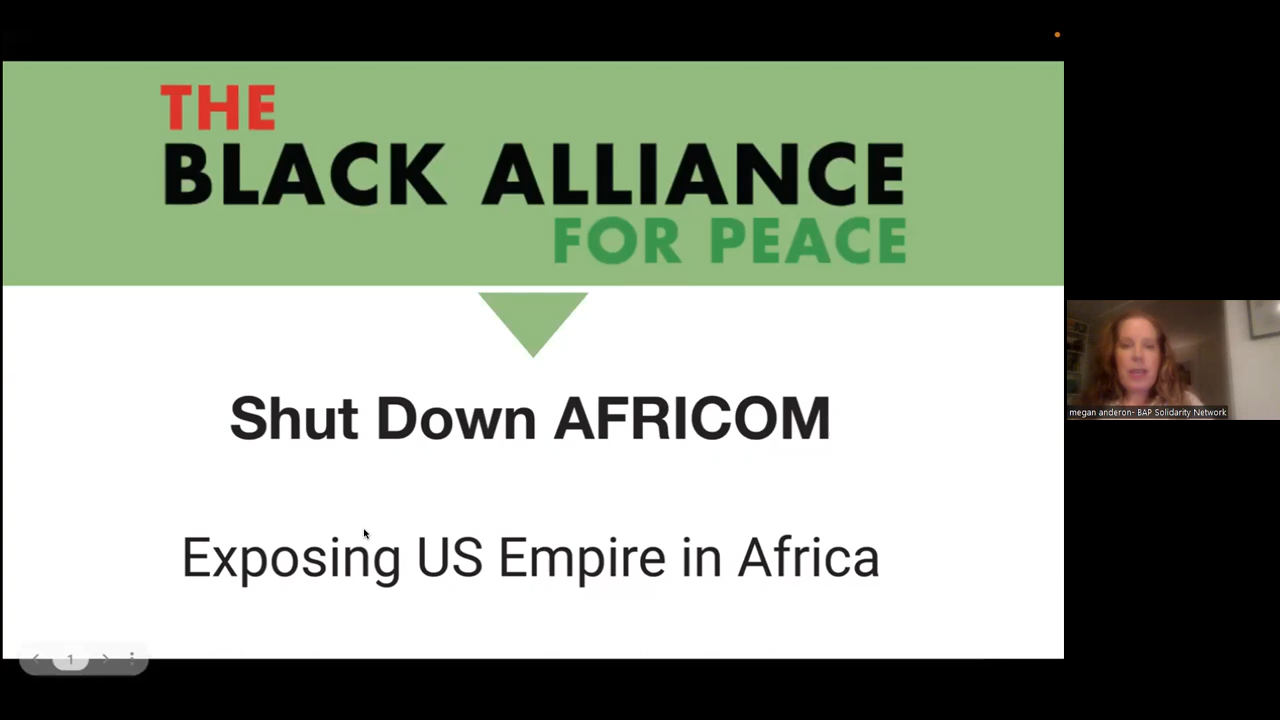 THE
BLACK ALLIANCE
FOR PEACE
Shut Down AFRICOM
Exposing US Empire in Africa
megan anderon- BAP Solidarity Network
1